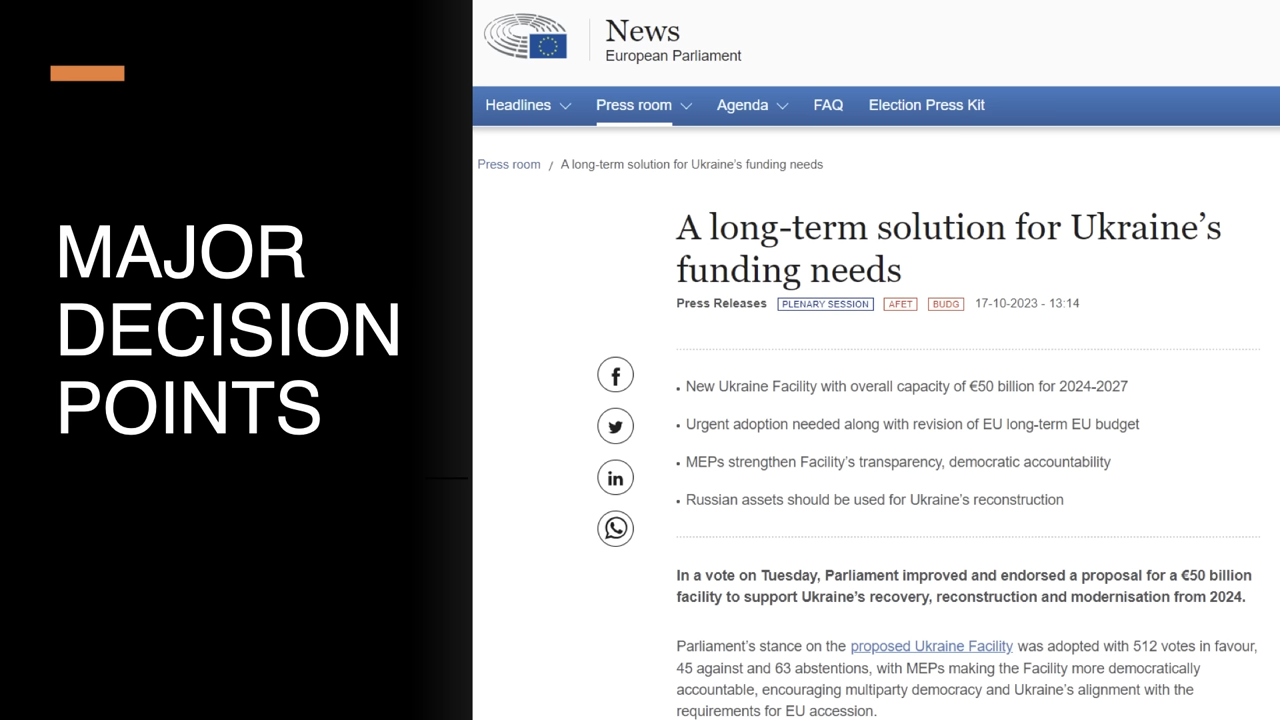 MAJOR
DECISION
POINTS
News
European Parliament
Headlines
Press room
Agenda
FAQ
Election Press Kit
Press room / A long-term solution for Ukraine’s funding needs
A long-term solution for Ukraine’s
funding needs
Press Releases PLENARY SESSION AFET BUDG 17-10-2023 - 13:14
• New Ukraine Facility with overall capacity of €50 billion for 2024-2027
• Urgent adoption needed along with revision of EU long-term EU budget
• MEPs strengthen Facility’s transparency, democratic accountability
• Russian assets should be used for Ukraine’s reconstruction
In a vote on Tuesday, Parliament improved and endorsed a proposal for a €50 billion
facility to support Ukraine’s recovery, reconstruction and modernisation from 2024.
Parliament’s stance on the proposed Ukraine Facility was adopted with 512 votes in favour,
45 against and 63 abstentions, with MEPs making the Facility more democratically
accountable, encouraging multiparty democracy and Ukraine’s alignment with the
requirements for EU accession.